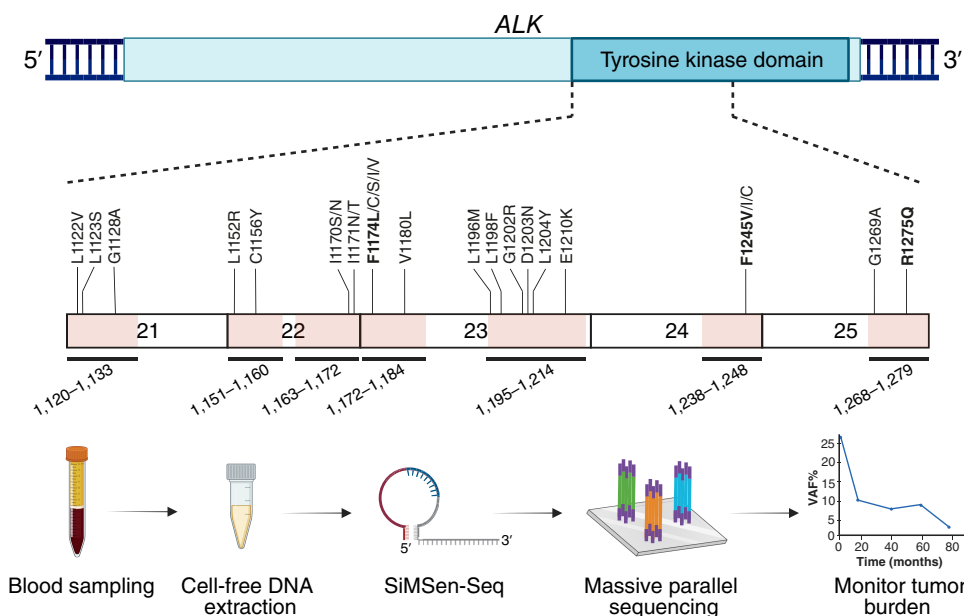 ALK
5′
Tyrosine kinase domain
3′
L1122V
L1123S
G1128A
L1152R
C1156Y
I1170S/N
I1171N/T
F1174L/C/S/I/V
V1180L
L1196M
L1198F
G1202R
D1203N
L1204Y
E1210K
F1245V/I/C
G1269A
R1275Q
21
22
23
24
25
1,120–1,133
1,151–1,160
1,163–1,172
1,172–1,184
1,195–1,214
1,238–1,248
1,268–1,279
5′
3′
VAF%
25
20
15
10
5
0
0 20 40 60 80
Time (months)
Blood sampling
Cell-free DNA
extraction
SiMSen-Seq
Massive parallel
sequencing
Monitor tumor
burden